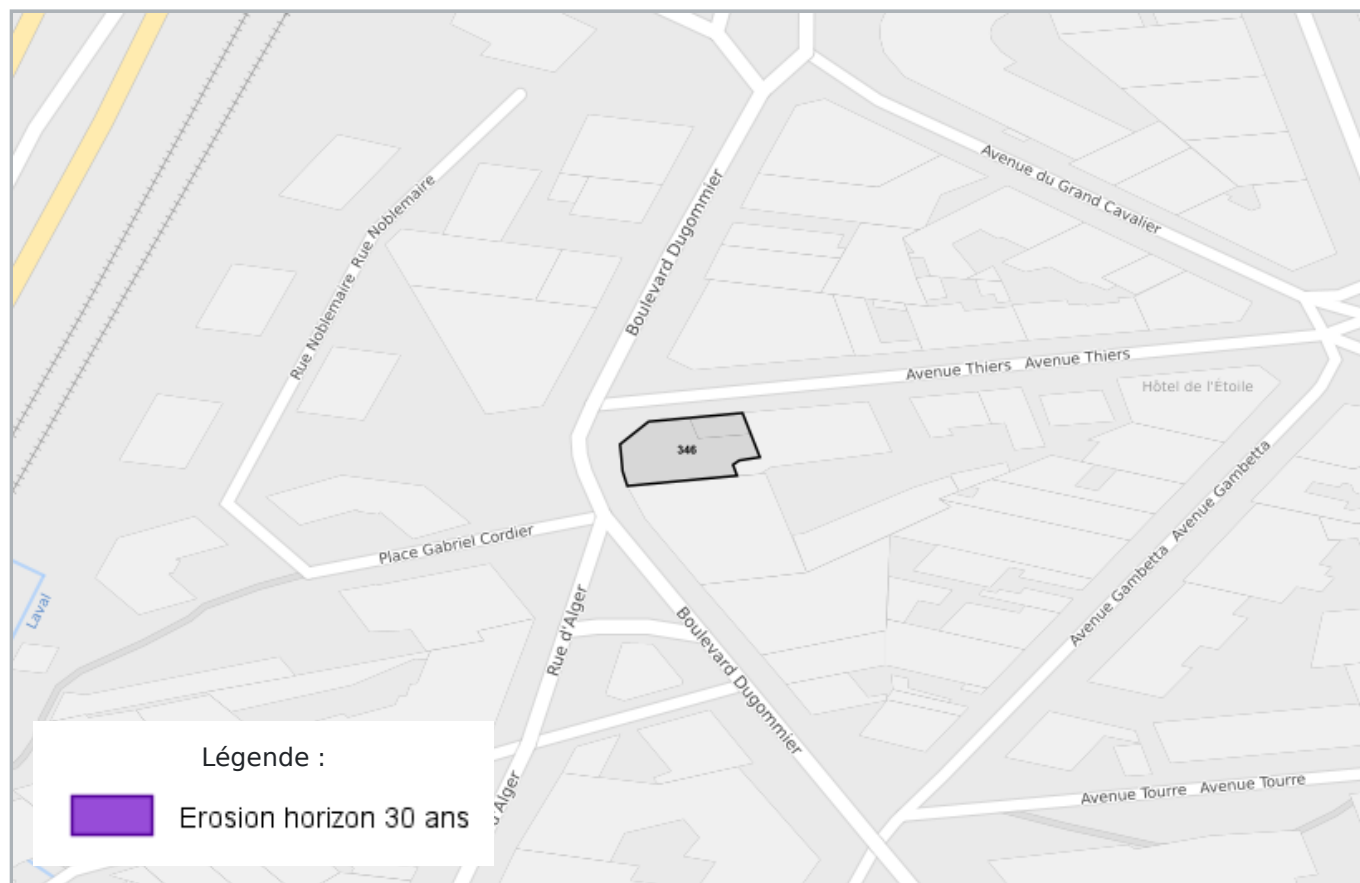 Avenue du Grand Cavalier
Rue Noblemaire Rue Noblemaire
Boulevard Dugommier
Avenue Thiers Avenue Thiers
Hôtel de l'Étoile
346
Avenue Gambetta Avenue Gambetta
Place Gabriel Cordier
Laval
Rue d'Alger
Boulevard Dugommier
Légende :
Erosion horizon 30 ans
d'Alger
Avenue Tourre Avenue Tourre